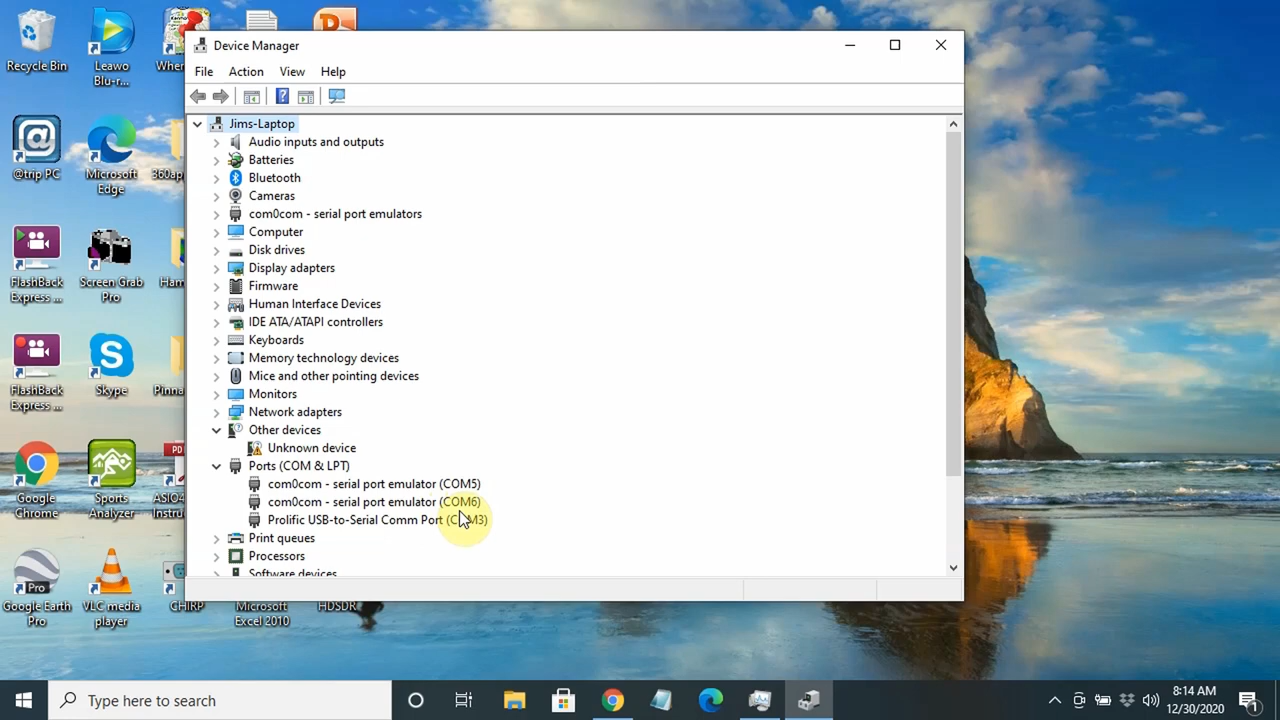 Device Manager
File Action View Help
Jims-Laptop
Audio inputs and outputs
Batteries
Bluetooth
Cameras
com0com - serial port emulators
Computer
Disk drives
Display adapters
Firmware
Human Interface Devices
IDE ATA/ATAPI controllers
Keyboards
Memory technology devices
Mice and other pointing devices
Monitors
Network adapters
Other devices
Unknown device
Ports (COM & LPT)
com0com - serial port emulator (COM5)
com0com - serial port emulator (COM6)
Prolific USB-to-Serial Comm Port (COM3)
Print queues
Processors
Software devices
Recycle Bin
Leawo
Blu-r...
@trip PC
Microsoft
Edge
FlashBack
Express ...
Screen Grab
Pro
FlashBack
Express ...
Skype
Google
Chrome
Sports
Analyzer
Google Earth
Pro
VLC media
player
CHIRP
Microsoft
Excel 2010
HDSDR
Type here to search
8:14 AM
12/30/2020
1